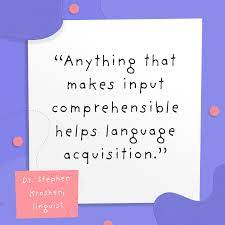 “Anything that
makes input
comprehensible
helps language
acquisition.”
Dr. Stephen
Krashen,
linguist